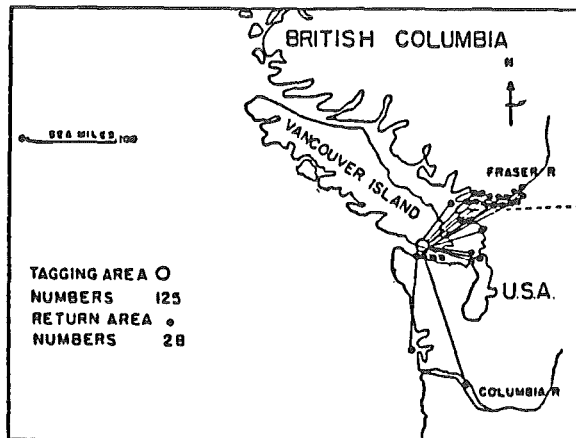 BRITISH COLUMBIA
N
SEA MILES 100
VANCOUVER ISLAND
FRASER R
TAGGING AREA O
NUMBERS 125
RETURN AREA
NUMBERS 28
U.S.A.
COLUMBIA R